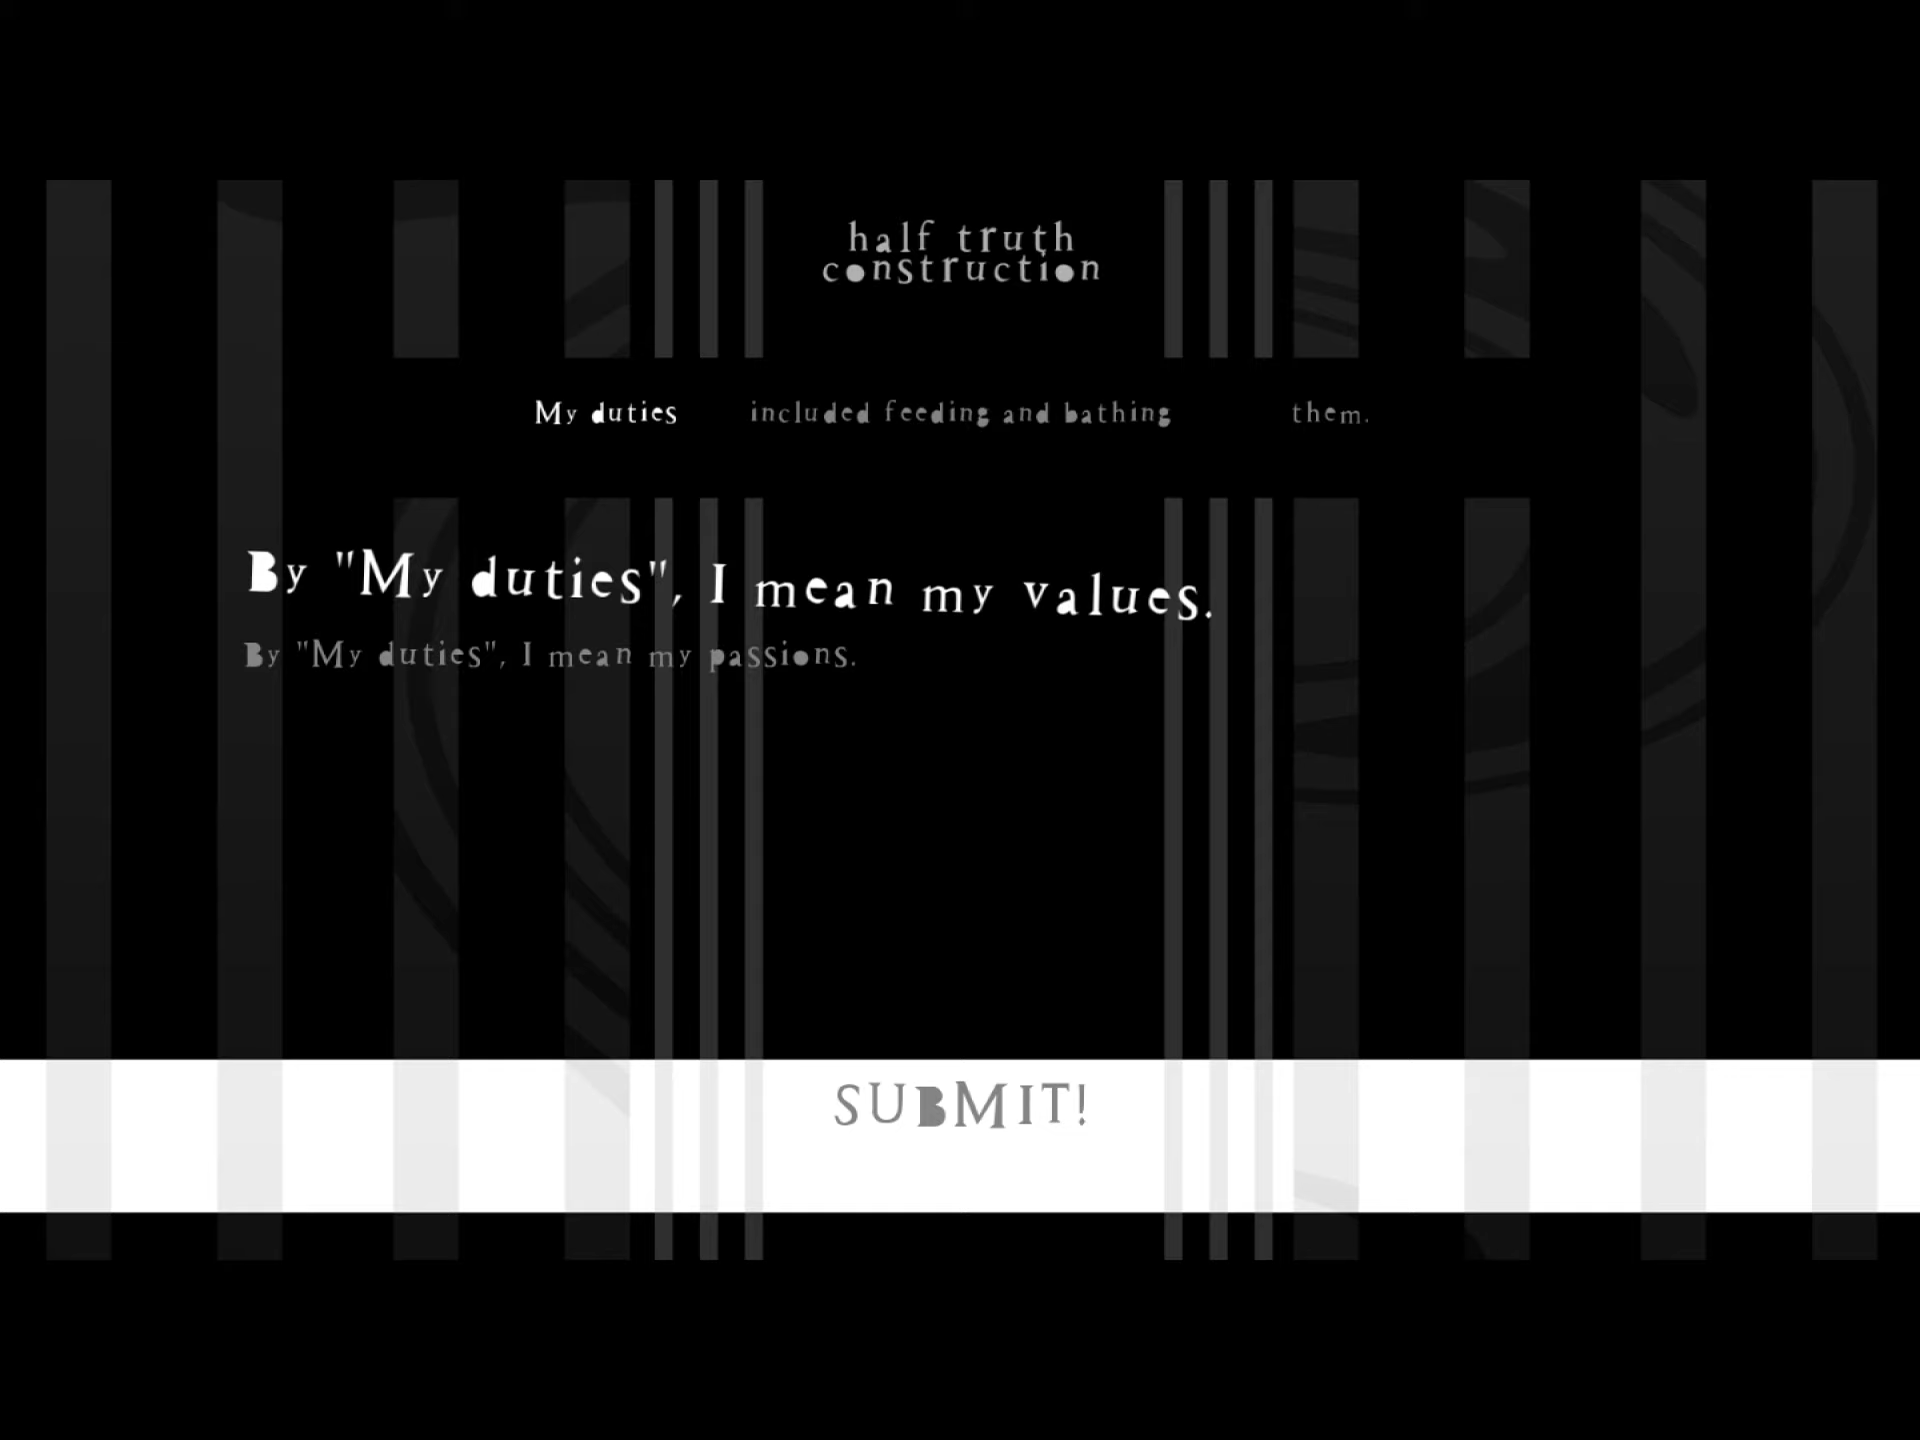 half truth
construction
My duties included feeding and bathing them.
By "My duties", I mean my values.
By "My duties", I mean my passions.
SUBMIT!